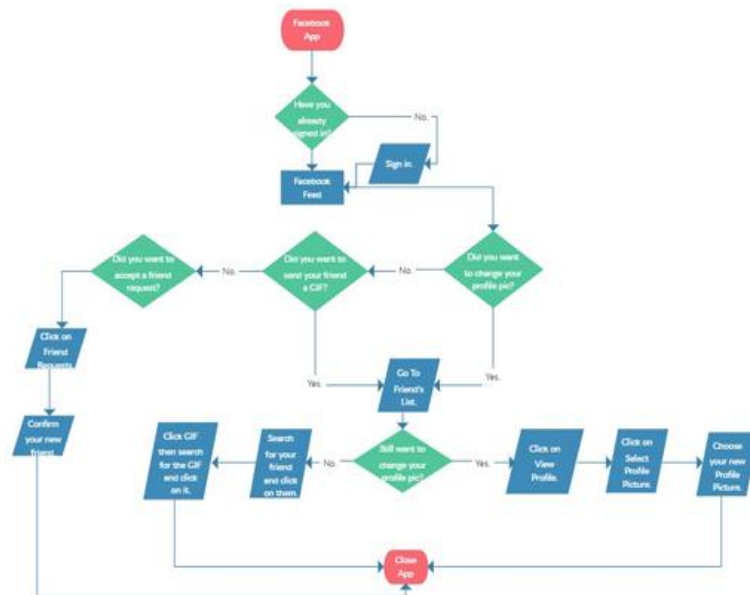 Facebook
App
Have you
already
signed in?
No.
Sign in.
Facebook
Feed
Did you want
to accept a friend
request?
No.
Did you want to
send your friend
a GIF?
No.
Did you want
to change your
profile pic?
Click on
Friend
Requests
Yes.
Go To
Friend's
List.
Yes.
Confirm
your new
friend.
Click GIF
then search
for the GIF
and click
on it.
Search
for your
friend
and click
on them.
No.
Still want to
change your
profile pic?
Yes.
Click on
View
Profile.
Click on
Select
Profile
Picture.
Choose
your new
Profile
Picture.
Close
App